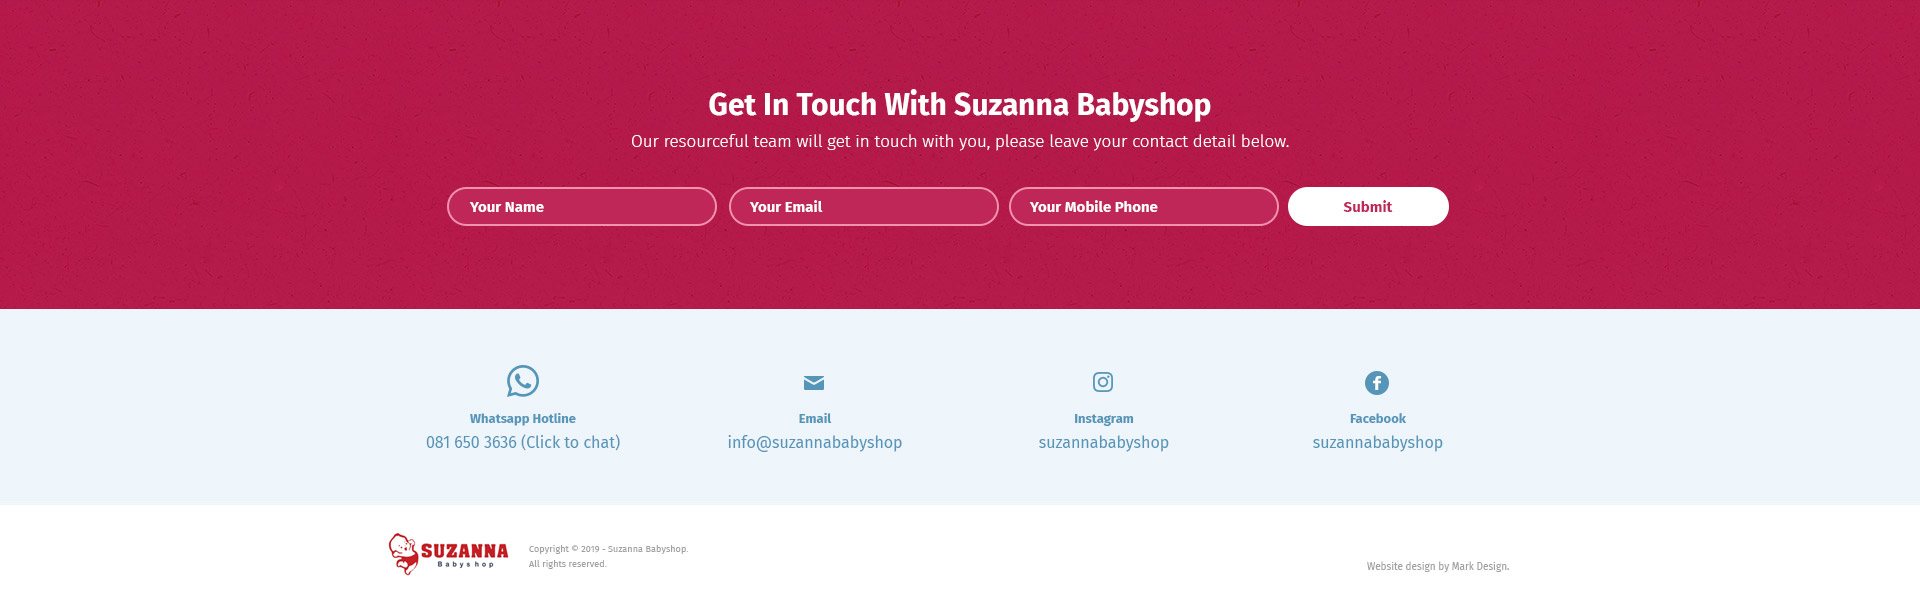 Get In Touch With Suzanna Babyshop
Our resourceful team will get in touch with you, please leave your contact detail below.
Your Name
Your Email
Your Mobile Phone
Submit
Whatsapp Hotline
081 650 3636 (Click to chat)
Email
info@suzannababyshop
Instagram
suzannababyshop
Facebook
suzannababyshop
SUZANNA
Babyshop
Copyright © 2019 - Suzanna Babyshop.
All rights reserved.
Website design by Mark Design.